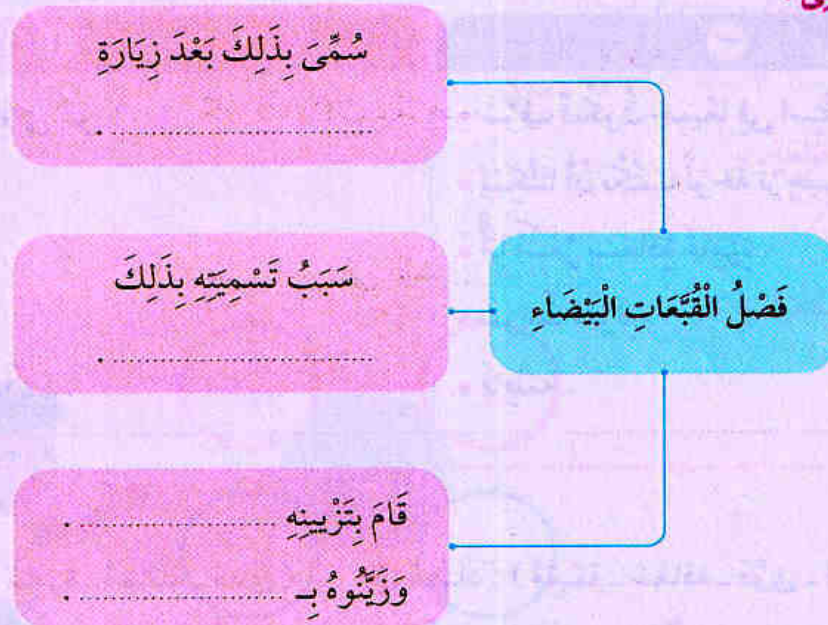 سُمِّىَ بِذَلِكَ بَعْدَ زِيَارَةِ
.................................... .
سَبَبُ تَسْمِيَتِهِ بِذَلِكَ
.................................... .
فَصْلُ الْقُبَّعَاتِ الْبَيْضَاءِ
قَامَ بِتَزْيِينِهِ ............................ .
وَزَيَّنُوهُ بِـ ............................ .